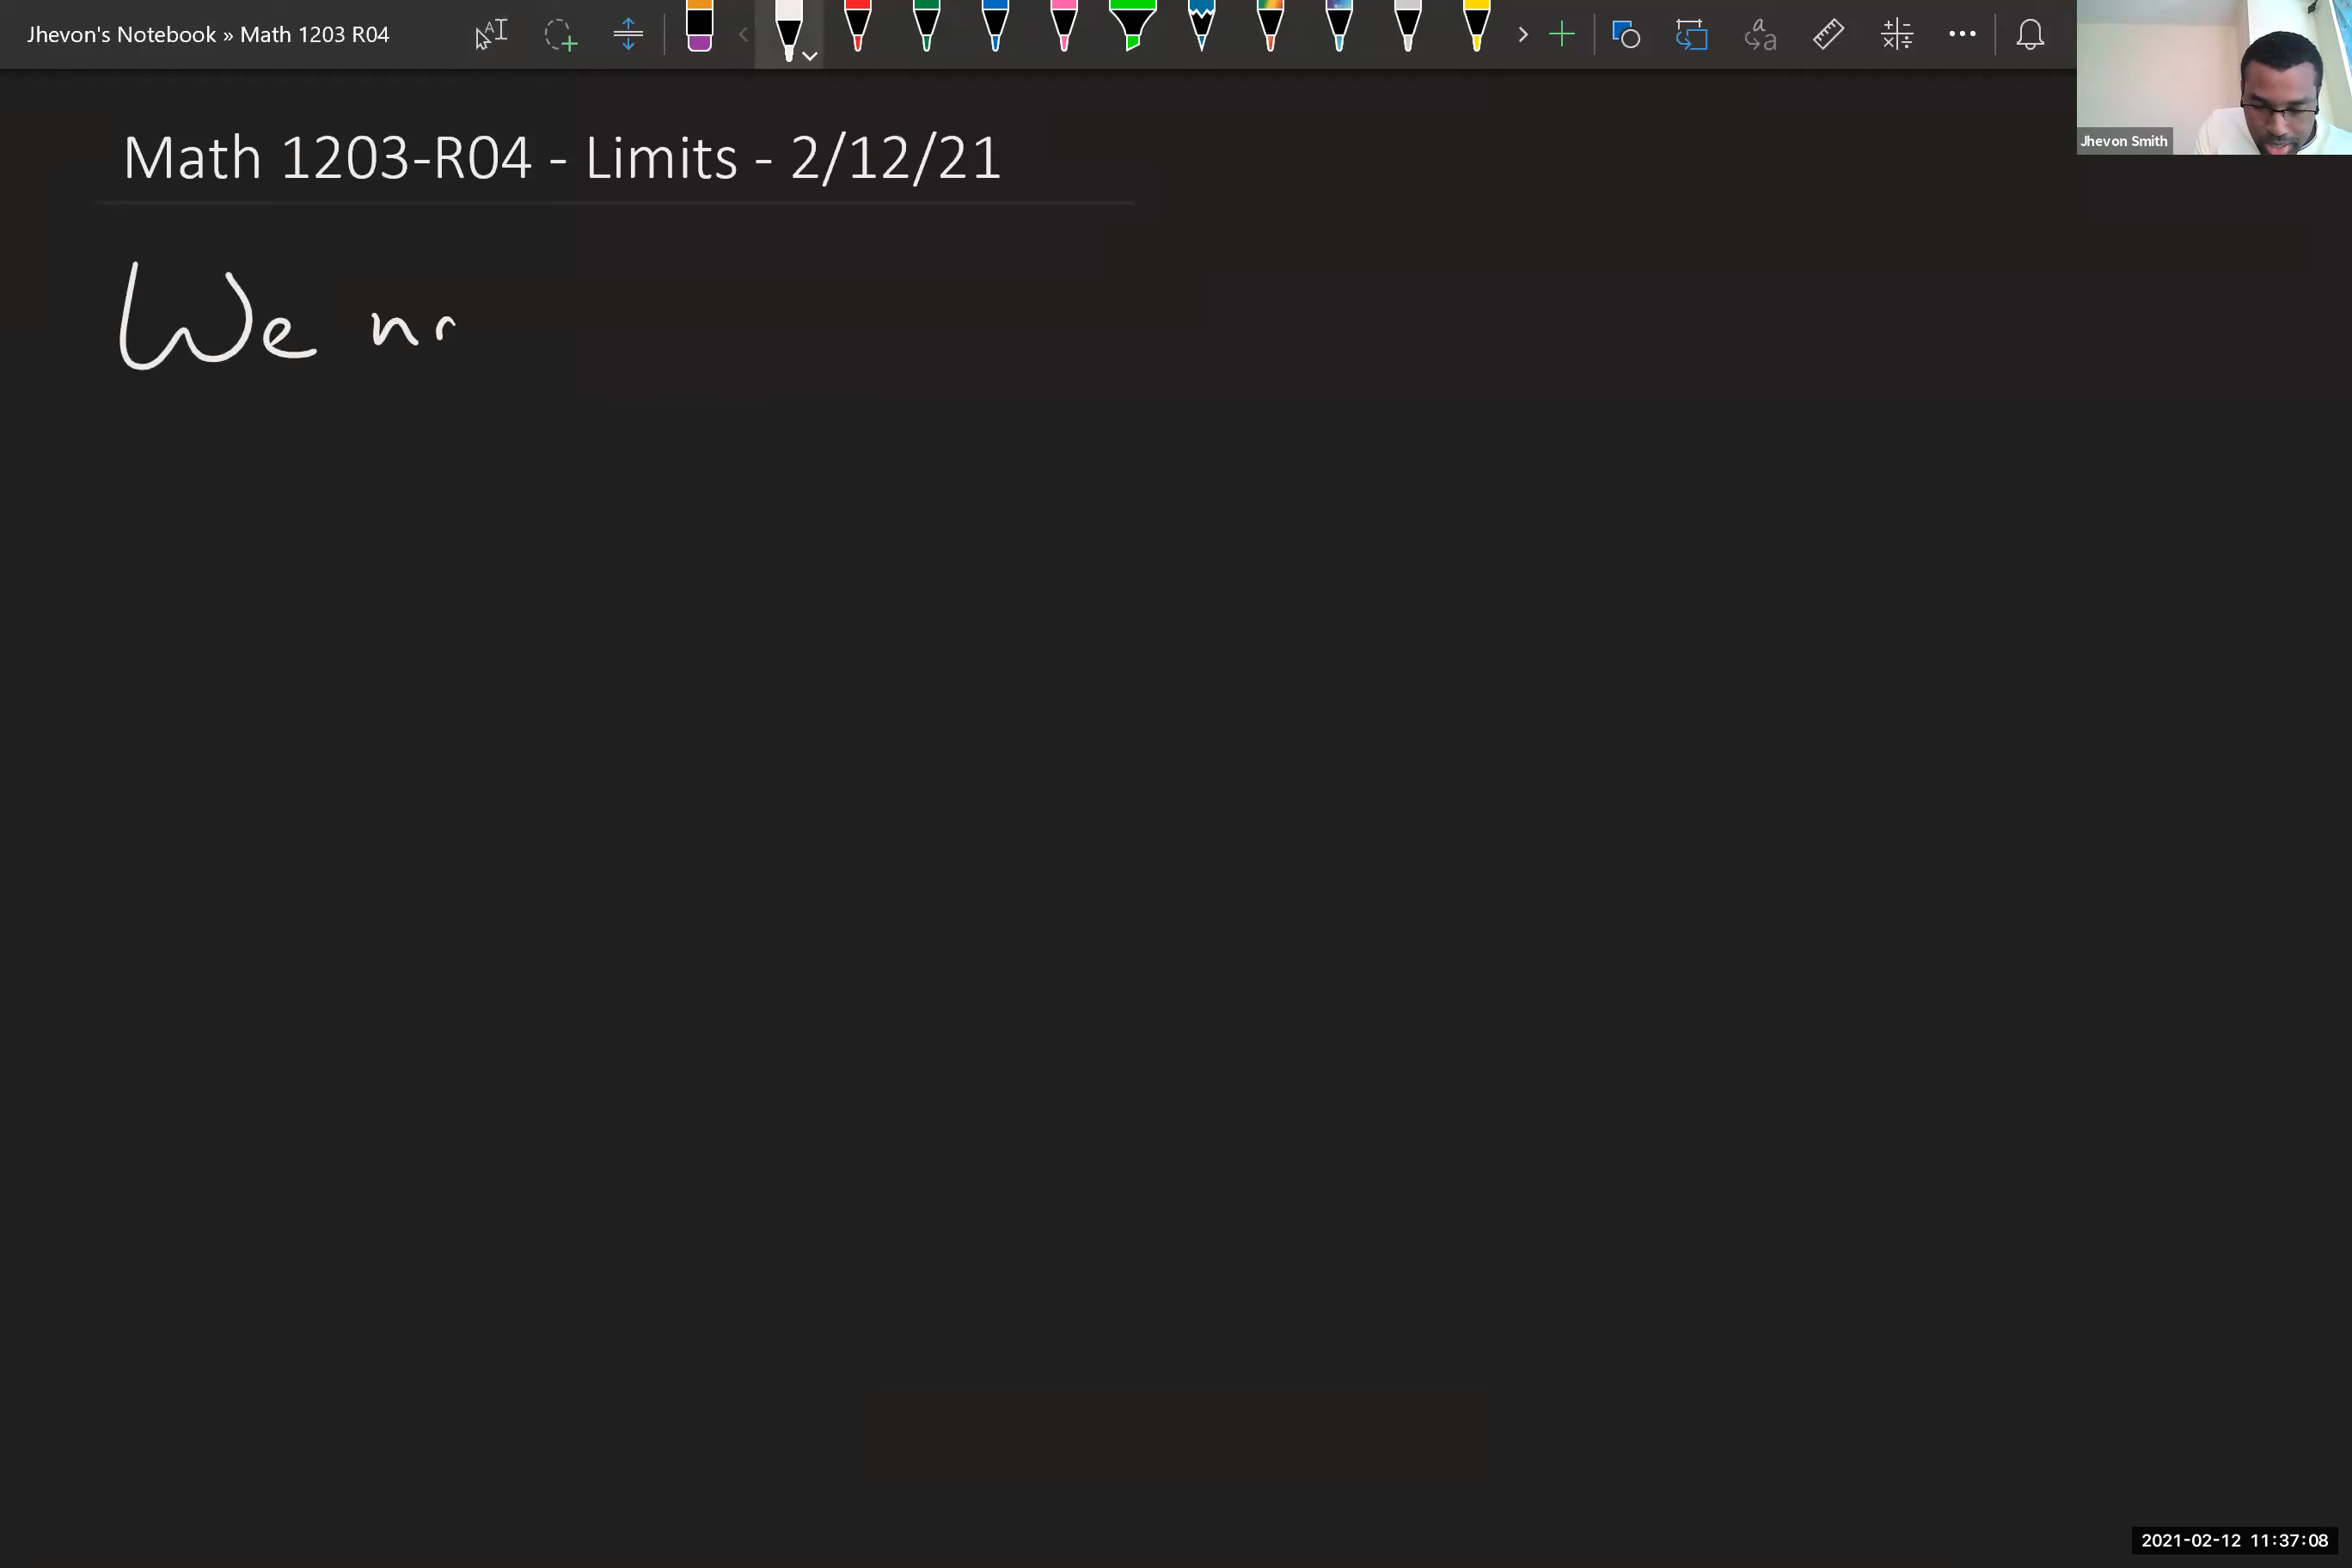 Jhevon's Notebook » Math 1203 R04
Jhevon Smith
Math 1203-R04 - Limits - 2/12/21
We
2021-02-12 11:37:08